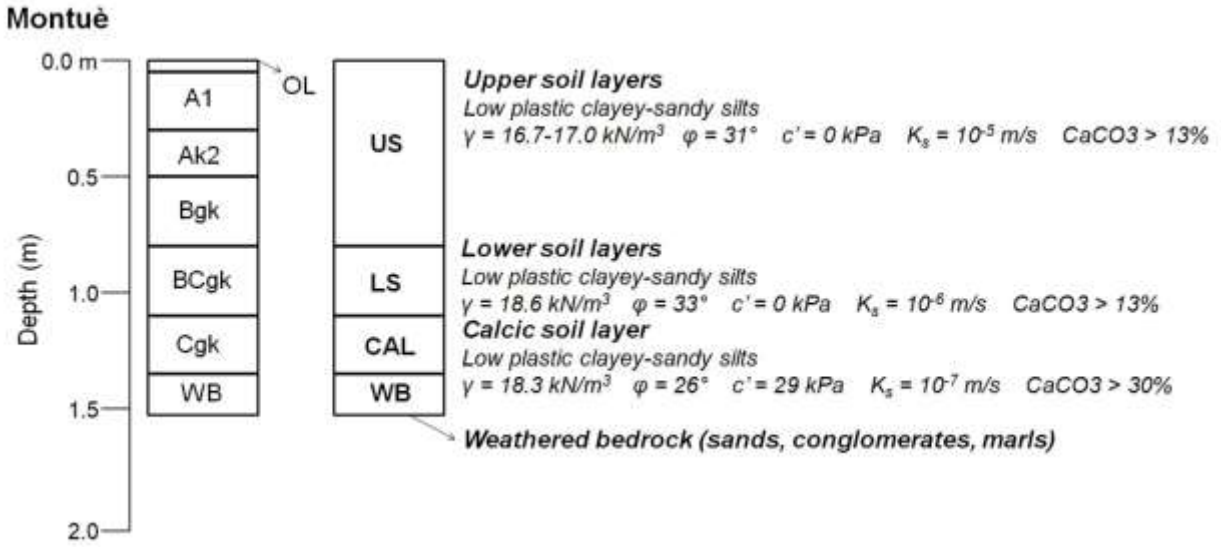 Montuè
0.0 m
OL
A1
Ak2
0.5
Bgk
BCgk
1.0
Cgk
WB
1.5
2.0
Depth (m)
US
LS
CAL
WB
Upper soil layers
Low plastic clayey-sandy silts
γ = 16.7-17.0 kN/m³ φ = 31° c' = 0 kPa Kₛ = 10⁻⁵ m/s CaCO3 > 13%
Lower soil layers
Low plastic clayey-sandy silts
γ = 18.6 kN/m³ φ = 33° c' = 0 kPa Kₛ = 10⁻⁶ m/s CaCO3 > 13%
Calcic soil layer
Low plastic clayey-sandy silts
γ = 18.3 kN/m³ φ = 26° c' = 29 kPa Kₛ = 10⁻⁷ m/s CaCO3 > 30%
Weathered bedrock (sands, conglomerates, marls)